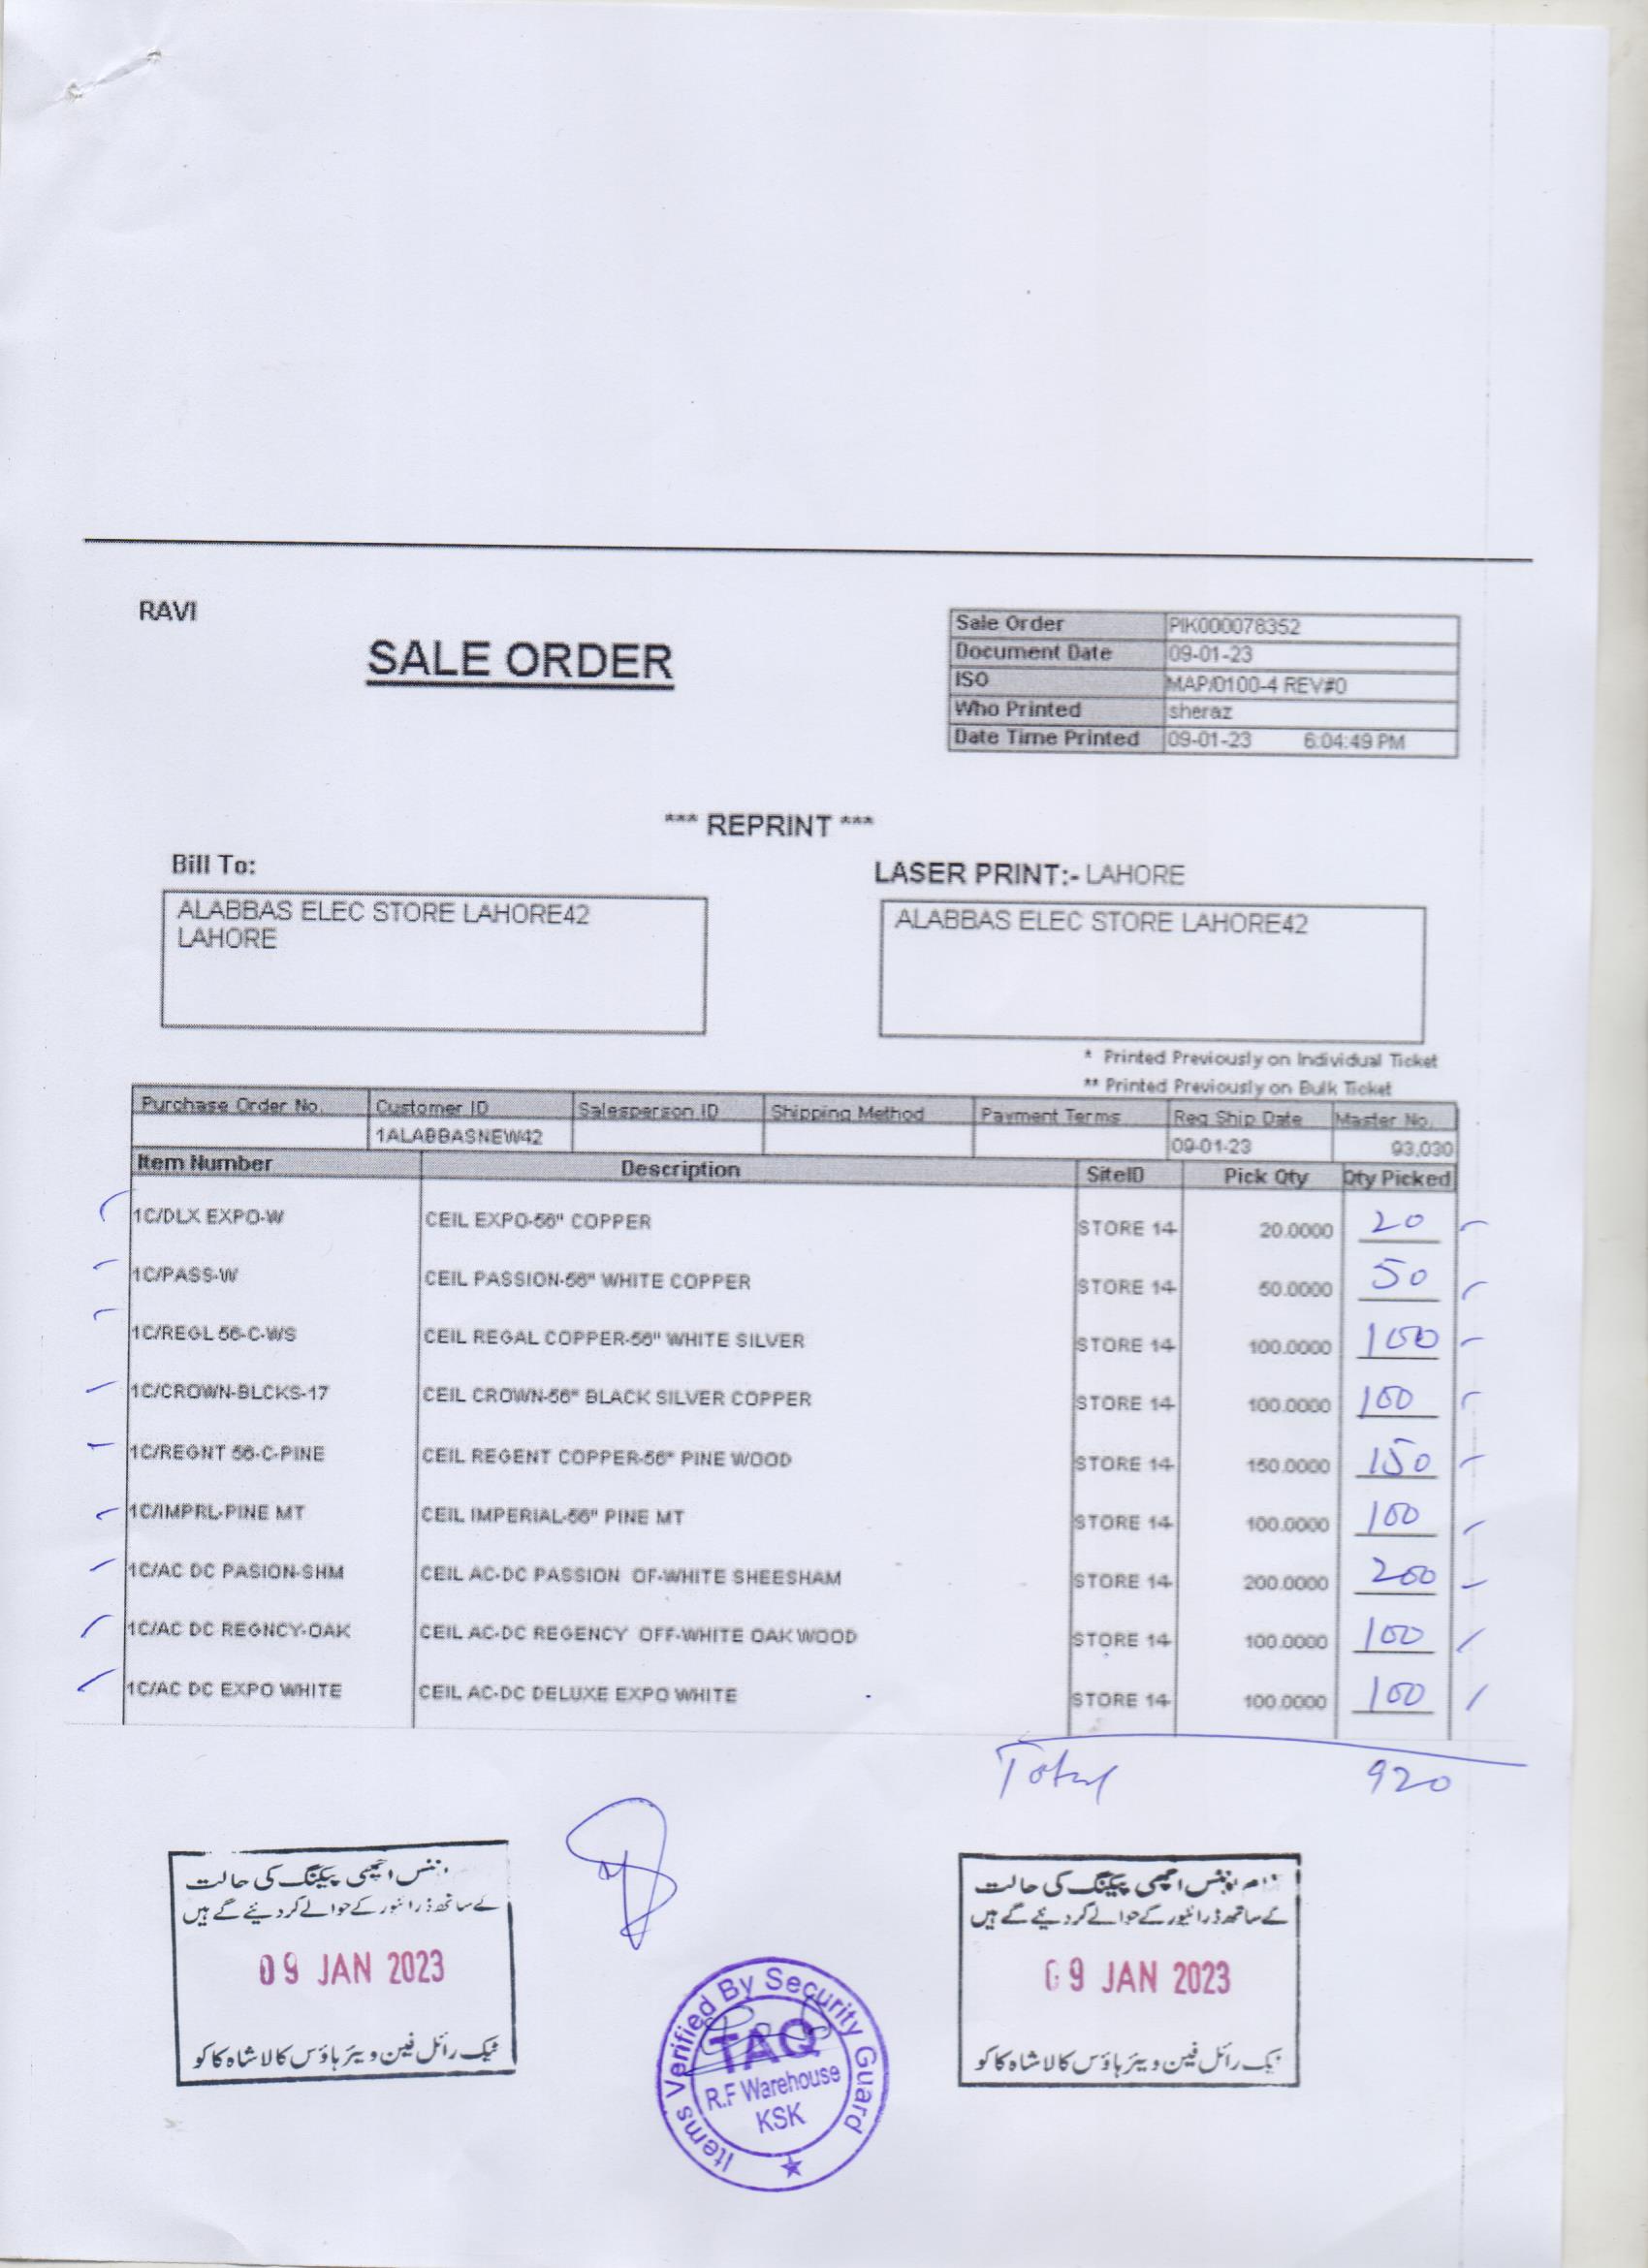 RAVI
SALE ORDER
Sale Order PIK000078352
Document Date 09-01-23
ISO MAP/0100-4 REV#0
Who Printed sheraz
Date Time Printed 09-01-23 6:04:49 PM
*** REPRINT ***
Bill To:
LASER PRINT:- LAHORE
ALABBAS ELEC STORE LAHORE42
LAHORE
ALABBAS ELEC STORE LAHORE42
* Printed Previously on Individual Ticket
** Printed Previously on Bulk Ticket
Purchase Order No. Customer ID Salesperson ID Shipping Method Payment Terms Req Ship Date Master No.
1ALABBASNEW42 09-01-23 93,030
Item Number Description SiteID Pick Qty Qty Picked
1C/DLX EXPO-W CEIL EXPO-56" COPPER STORE 14 20.0000 20
1C/PASS-W CEIL PASSION-56" WHITE COPPER STORE 14 50.0000 50
1C/REGL 56-C-WS CEIL REGAL COPPER-56" WHITE SILVER STORE 14 100.0000 100
1C/CROWN-BLCKS-17 CEIL CROWN-56" BLACK SILVER COPPER STORE 14 100.0000 100
1C/REGNT 56-C-PINE CEIL REGENT COPPER-56" PINE WOOD STORE 14 150.0000 150
1C/IMPRL-PINE MT CEIL IMPERIAL-56" PINE MT STORE 14 100.0000 100
1C/AC DC PASION-SHM CEIL AC-DC PASSION OF-WHITE SHEESHAM STORE 14 200.0000 200
1C/AC DC REGNCY-OAK CEIL AC-DC REGENCY OFF-WHITE OAK WOOD STORE 14 100.0000 100
1C/AC DC EXPO WHITE CEIL AC-DC DELUXE EXPO WHITE STORE 14 100.0000 100
Total 920
اچھی پیکنگ کی حالت
کے ساتھ ڈرائیور کے حوالے کر دیئے گے ہیں
09 JAN 2023
ٹیک رائل فین ویئر ہاؤس کالا شاہ کاکو
Items Verified By Security Guard
TAQ
R.F Warehouse
KSK
اچھی پیکنگ کی حالت
کے ساتھ ڈرائیور کے حوالے کر دیئے گے ہیں
09 JAN 2023
رائل فین ویئر ہاؤس کالا شاہ کاکو